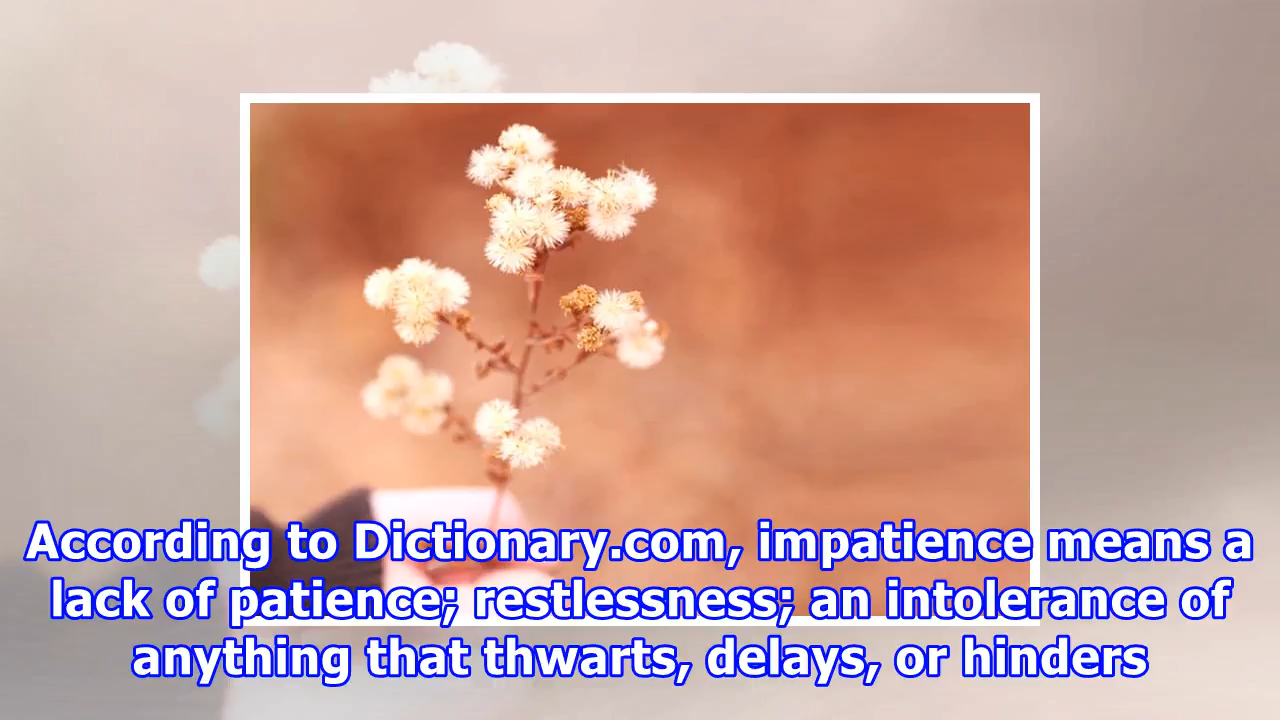 According to Dictionary.com, impatience means a
lack of patience; restlessness; an intolerance of
anything that thwarts, delays, or hinders